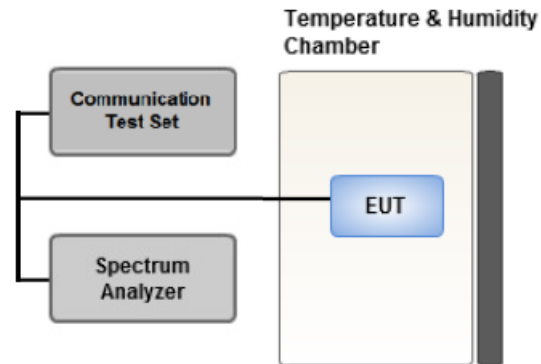 Temperature & Humidity
Chamber
Communication
Test Set
EUT
Spectrum
Analyzer